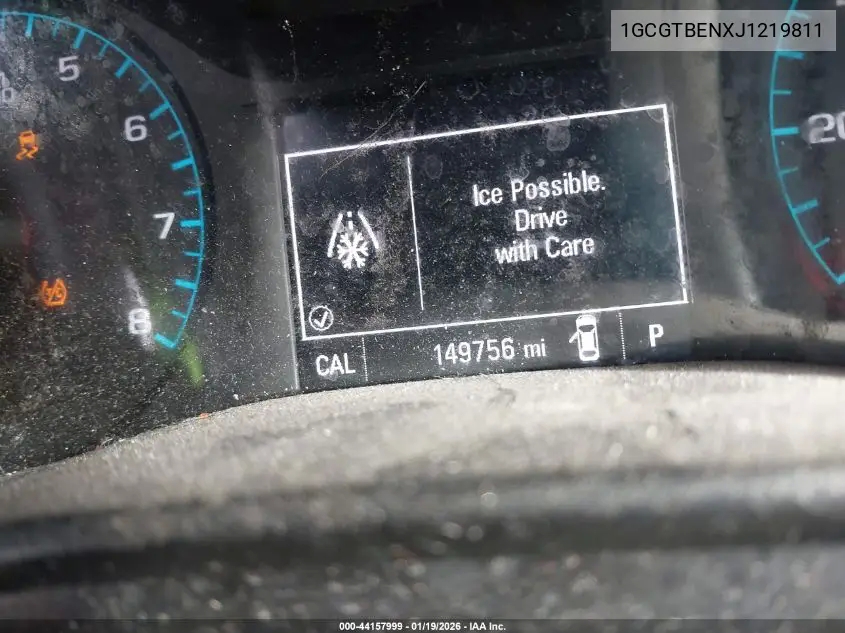 1GCGTBENXJ1219811
5
6
7
8
20
Ice Possible.
Drive
with Care
CAL 149756 mi P
000-44157999 - 01/19/2026 - IAA Inc.